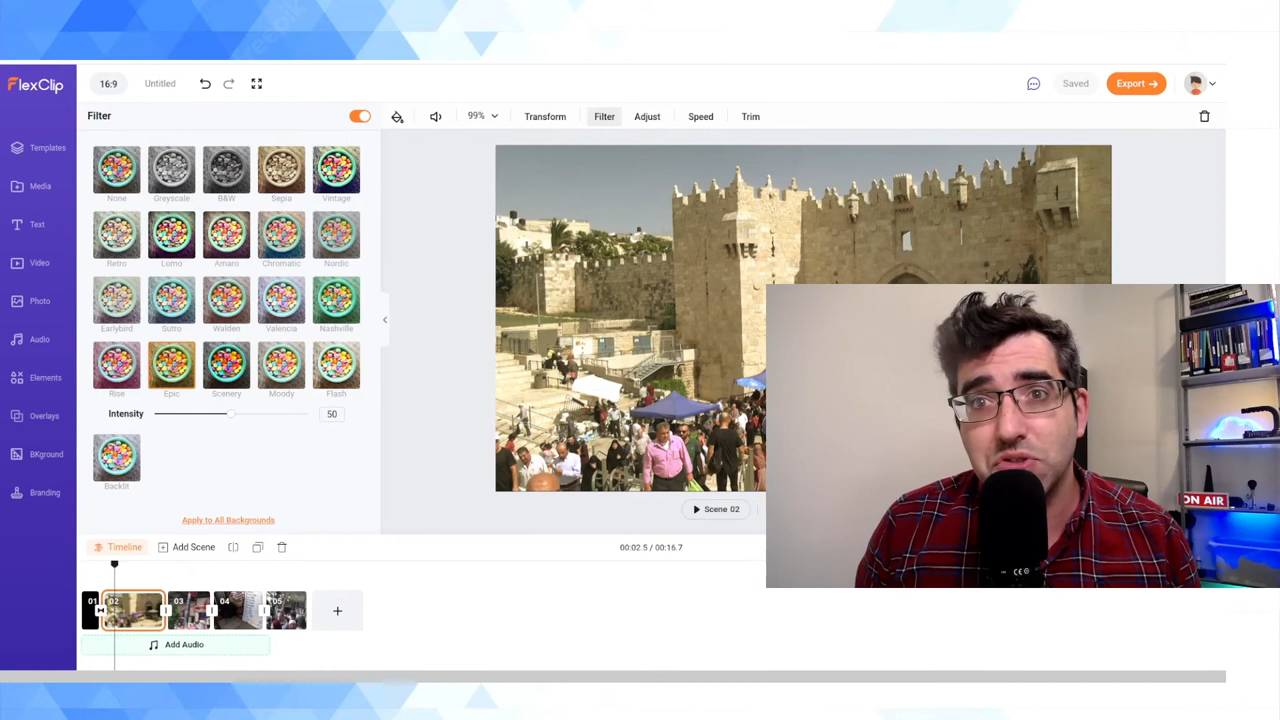 FlexClip
16:9
Untitled
Saved
Export →
Filter
99%
Transform
Filter
Adjust
Speed
Trim
Templates
Media
Text
Video
Photo
Audio
Elements
Overlays
BKground
Branding
None
Greyscale
B&W
Sepia
Vintage
Retro
Lomo
Amaro
Chromatic
Nordic
Earlybird
Sutro
Walden
Valencia
Nashville
Rise
Epic
Scenery
Moody
Flash
Intensity
50
Backlit
Apply to All Backgrounds
Scene 02
ON AIR
CE
Timeline
Add Scene
00:02.5 / 00:16.7
01
02
03
04
05
+
Add Audio